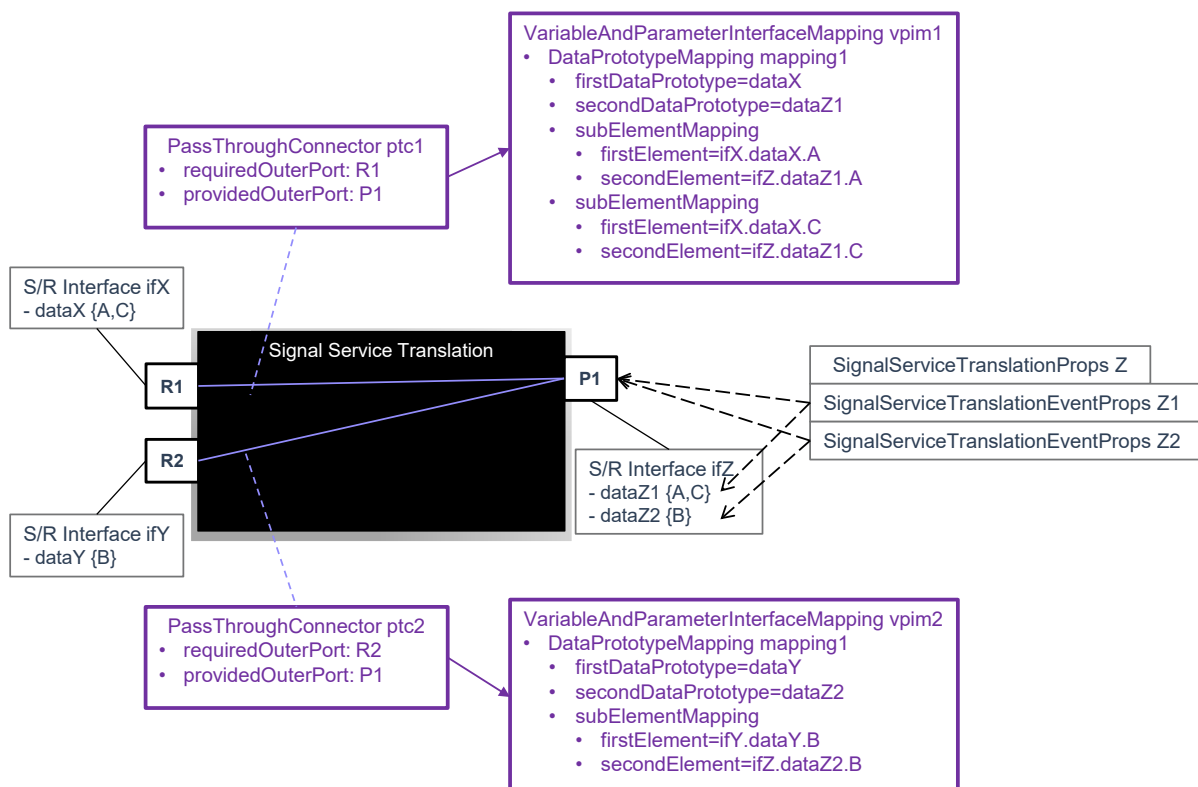 VariableAndParameterInterfaceMapping vpim1
• DataPrototypeMapping mapping1
• firstDataPrototype=dataX
• secondDataPrototype=dataZ1
• subElementMapping
• firstElement=ifX.dataX.A
• secondElement=ifZ.dataZ1.A
• subElementMapping
• firstElement=ifX.dataX.C
• secondElement=ifZ.dataZ1.C
PassThroughConnector ptc1
• requiredOuterPort: R1
• providedOuterPort: P1
S/R Interface ifX
- dataX {A,C}
Signal Service Translation
R1
P1
R2
SignalServiceTranslationProps Z
SignalServiceTranslationEventProps Z1
SignalServiceTranslationEventProps Z2
S/R Interface ifZ
- dataZ1 {A,C}
- dataZ2 {B}
S/R Interface ifY
- dataY {B}
PassThroughConnector ptc2
• requiredOuterPort: R2
• providedOuterPort: P1
VariableAndParameterInterfaceMapping vpim2
• DataPrototypeMapping mapping1
• firstDataPrototype=dataY
• secondDataPrototype=dataZ2
• subElementMapping
• firstElement=ifY.dataY.B
• secondElement=ifZ.dataZ2.B